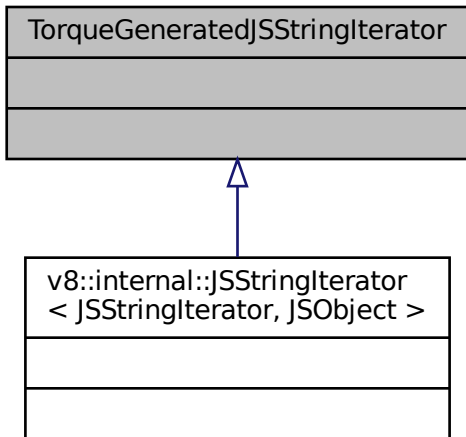 TorqueGeneratedJSStringIterator
v8::internal::JSStringIterator
< JSStringIterator, JSObject >